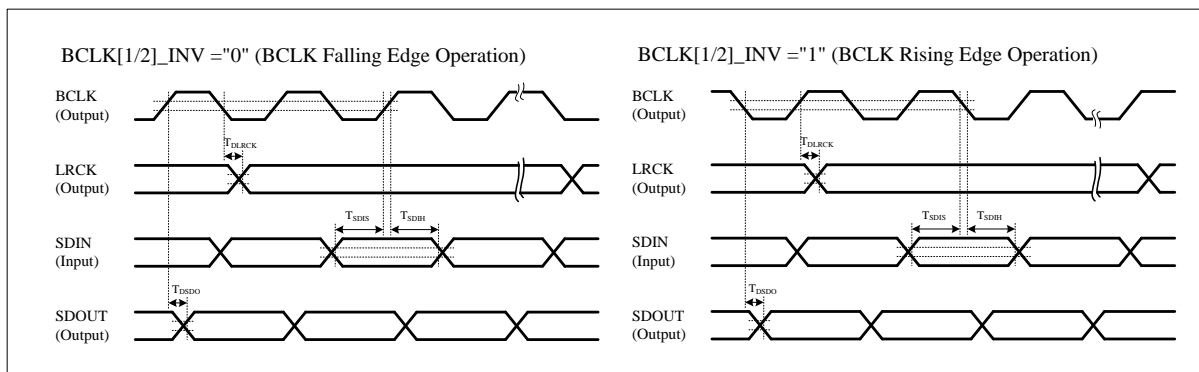 BCLK[1/2]_INV ="0" (BCLK Falling Edge Operation)
BCLK
(Output)
TDLRCK
LRCK
(Output)
TSDIS
TSDIH
SDIN
(Input)
TDSDO
SDOUT
(Output)
BCLK[1/2]_INV ="1" (BCLK Rising Edge Operation)
BCLK
(Output)
TDLRCK
LRCK
(Output)
TSDIS
TSDIH
SDIN
(Input)
TDSDO
SDOUT
(Output)